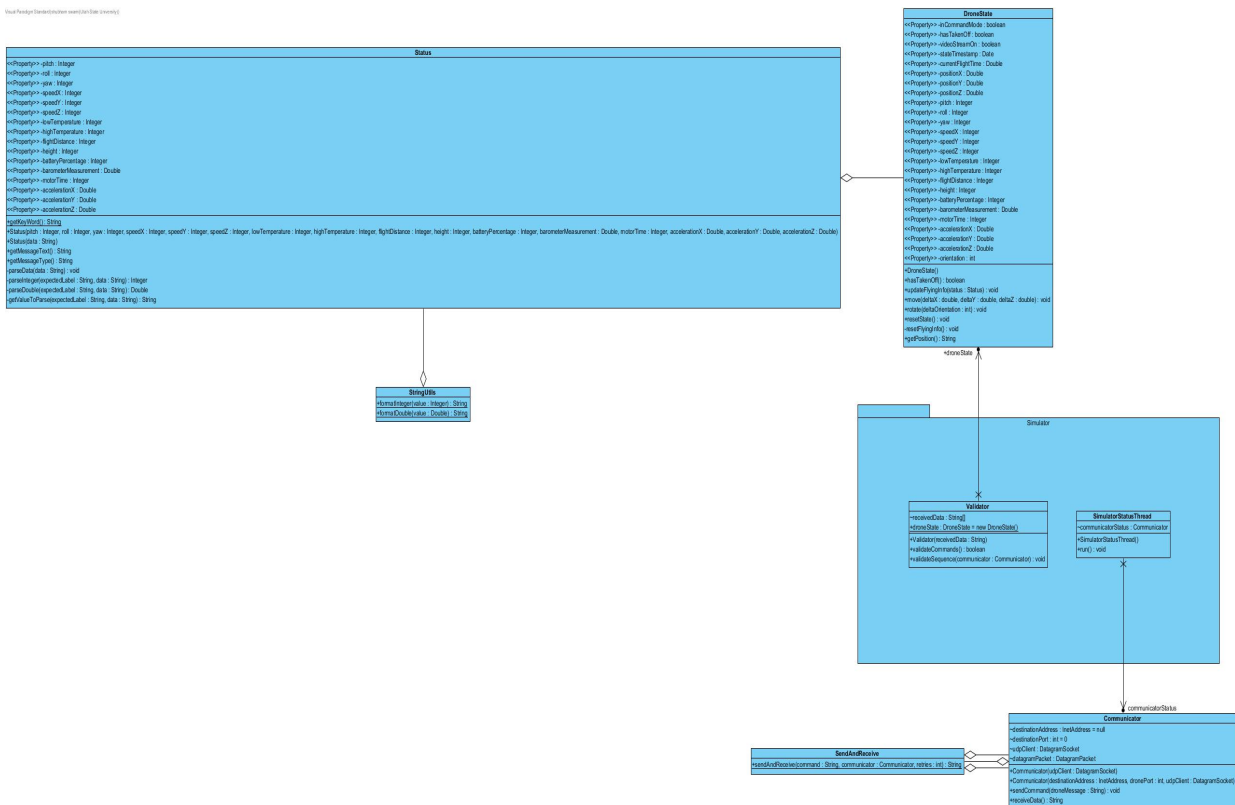 Visual Paradigm Standard(shubham swami(Utah State University))
Status
<<Property>> -pitch : Integer
<<Property>> -roll : Integer
<<Property>> -yaw : Integer
<<Property>> -speedX : Integer
<<Property>> -speedY : Integer
<<Property>> -speedZ : Integer
<<Property>> -lowTemperature : Integer
<<Property>> -highTemperature : Integer
<<Property>> -flightDistance : Integer
<<Property>> -height : Integer
<<Property>> -batteryPercentage : Integer
<<Property>> -barometerMeasurement : Double
<<Property>> -motorTime : Integer
<<Property>> -accelerationX : Double
<<Property>> -accelerationY : Double
<<Property>> -accelerationZ : Double
+getKeyWord() : String
+Status(pitch : Integer, roll : Integer, yaw : Integer, speedX : Integer, speedY : Integer, speedZ : Integer, lowTemperature : Integer, highTemperature : Integer, flightDistance : Integer, height : Integer, batteryPercentage : Integer, barometerMeasurement : Double, motorTime : Integer, accelerationX : Double, accelerationY : Double, accelerationZ : Double)
+Status(data : String)
+getMessageText() : String
+getMessageType() : String
-parseData(data : String) : void
-parseInteger(expectedLabel : String, data : String) : Integer
-parseDouble(expectedLabel : String, data : String) : Double
-getValueToParse(expectedLabel : String, data : String) : String
DroneState
<<Property>> -inCommandMode : boolean
<<Property>> -hasTakenOff : boolean
<<Property>> -videoStreamOn : boolean
<<Property>> -stateTimestamp : Date
<<Property>> -currentFlightTime : Double
<<Property>> -positionX : Double
<<Property>> -positionY : Double
<<Property>> -positionZ : Double
<<Property>> -pitch : Integer
<<Property>> -roll : Integer
<<Property>> -yaw : Integer
<<Property>> -speedX : Integer
<<Property>> -speedY : Integer
<<Property>> -speedZ : Integer
<<Property>> -lowTemperature : Integer
<<Property>> -highTemperature : Integer
<<Property>> -flightDistance : Integer
<<Property>> -height : Integer
<<Property>> -batteryPercentage : Integer
<<Property>> -barometerMeasurement : Double
<<Property>> -motorTime : Integer
<<Property>> -accelerationX : Double
<<Property>> -accelerationY : Double
<<Property>> -accelerationZ : Double
<<Property>> -orientation : int
+DroneState()
+hasTakenOff() : boolean
+updateFlyingInfo(status : Status) : void
+move(deltaX : double, deltaY : double, deltaZ : double) : void
+rotate(deltaOrientation : int) : void
+resetState() : void
-resetFlyingInfo() : void
+getPosition() : String
+droneState
StringUtils
+formatInteger(value : Integer) : String
+formatDouble(value : Double) : String
Simulator
Validator
~receivedData : String[]
+droneState : DroneState = new DroneState()
+Validator(receivedData : String)
+validateCommands() : boolean
+validateSequence(communicator : Communicator) : void
SimulatorStatusThread
~communicatorStatus : Communicator
+SimulatorStatusThread()
+run() : void
communicatorStatus
SendAndReceive
+sendAndReceive(command : String, communicator : Communicator, retries : int) : String
Communicator
~destinationAddress : InetAddress = null
~destinationPort : int = 0
~udpClient : DatagramSocket
~datagramPacket : DatagramPacket
+Communicator(udpClient : DatagramSocket)
+Communicator(destinationAddress : InetAddress, dronePort : int, udpClient : DatagramSocket)
+sendCommand(droneMessage : String) : void
+receiveData() : String